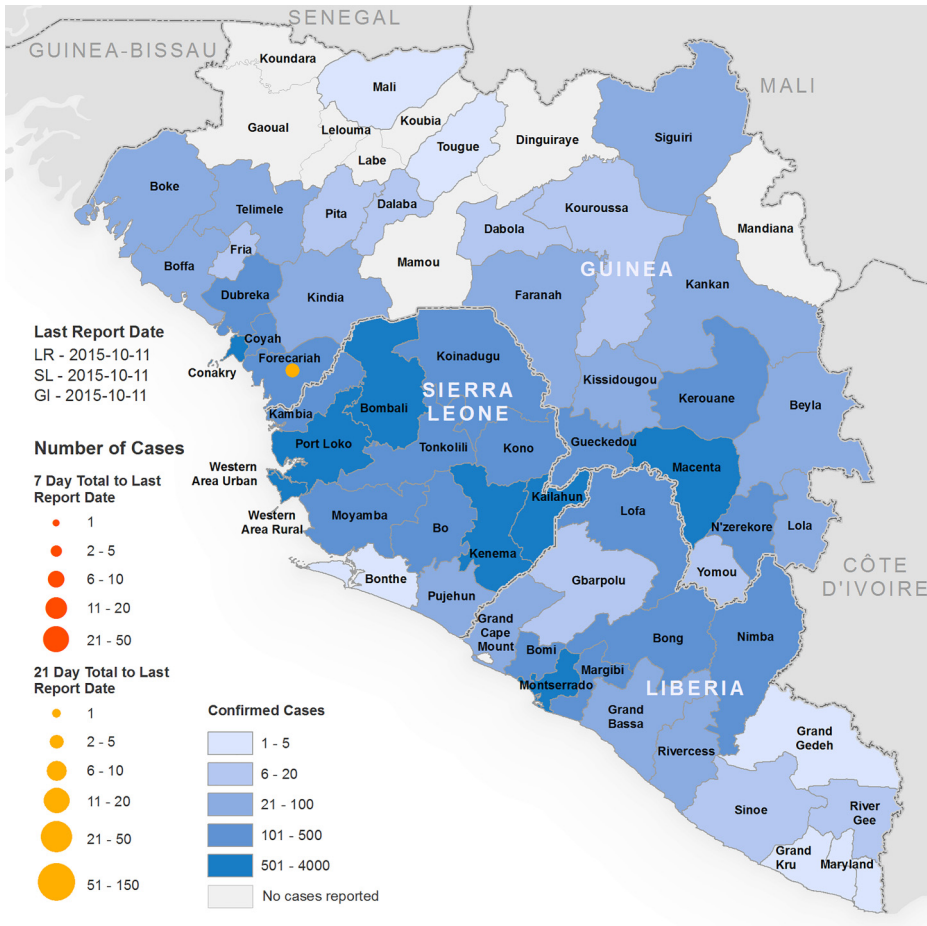 SENEGAL
GUINEA-BISSAU
Koundara
MALI
Mali
Koubia
Gaoual
Lelouma
Tougue
Dinguiraye
Siguiri
Labe
Boke
Telimele
Pita
Dalaba
Kouroussa
Dabola
Mandiana
Fria
Boffa
Mamou
GUINEA
Kankan
Dubreka
Kindia
Faranah
Last Report Date
LR - 2015-10-11
SL - 2015-10-11
GI - 2015-10-11
Coyah
Forecariah
Conakry
Koinadugu
Kissidougou
SIERRA
LEONE
Kerouane
Beyla
Kambia
Bombali
Port Loko
Tonkolili
Kono
Gueckedou
Macenta
Western
Area Urban
Kailahun
Western
Area Rural
Moyamba
Bo
Lofa
N'zerekore
Lola
Kenema
Yomou
CÔTE
D'IVOIRE
Bonthe
Gbarpolu
Pujehun
Grand
Cape
Mount
Bomi
Bong
Nimba
Margibi
Montserrado
LIBERIA
Grand
Bassa
Rivercess
Grand
Gedeh
Sinoe
River
Gee
Grand
Kru
Maryland
Number of Cases
7 Day Total to Last
Report Date
1
2 - 5
6 - 10
11 - 20
21 - 50
21 Day Total to Last
Report Date
1
2 - 5
6 - 10
11 - 20
21 - 50
51 - 150
Confirmed Cases
1 - 5
6 - 20
21 - 100
101 - 500
501 - 4000
No cases reported